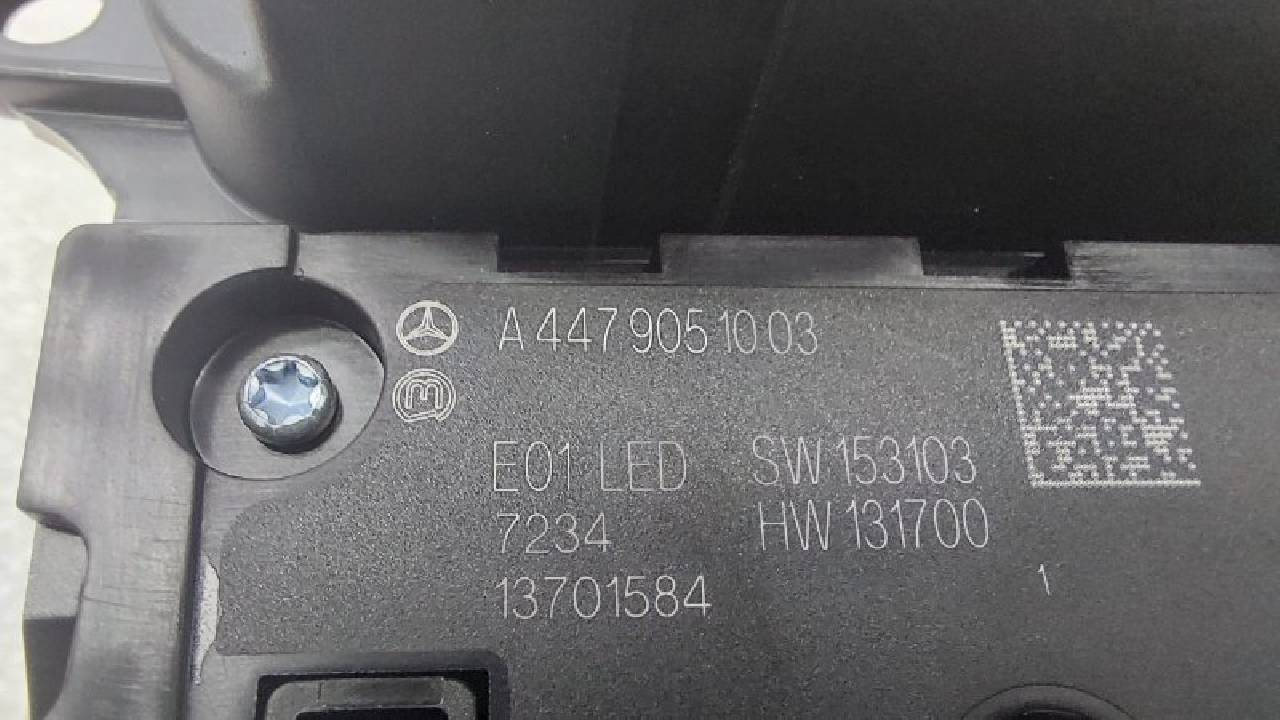 A 447 905 10 03
E01 LED SW 153103
7234 HW 131700
13701584
1